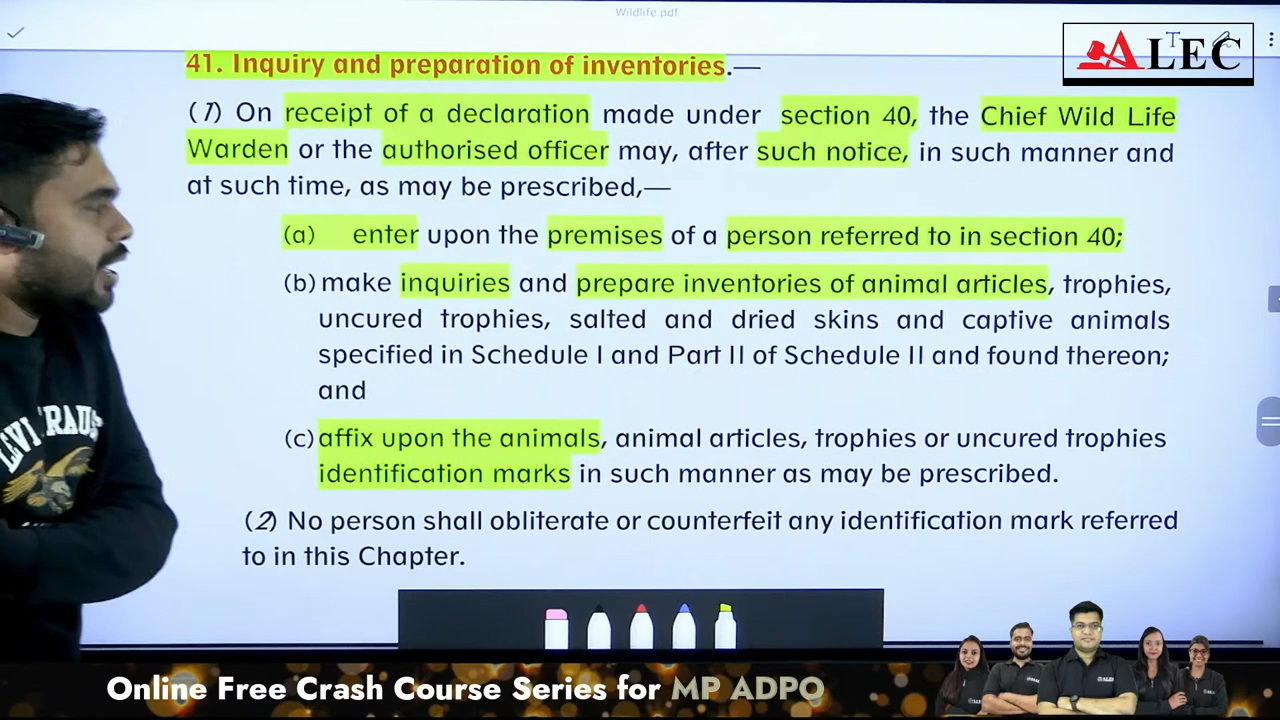 Wildlife.pdf
ALEC
41. Inquiry and preparation of inventories.—
(1) On receipt of a declaration made under section 40, the Chief Wild Life
Warden or the authorised officer may, after such notice, in such manner and
at such time, as may be prescribed,—
(a) enter upon the premises of a person referred to in section 40;
(b) make inquiries and prepare inventories of animal articles, trophies,
uncured trophies, salted and dried skins and captive animals
specified in Schedule I and Part II of Schedule II and found thereon;
and
(c) affix upon the animals, animal articles, trophies or uncured trophies
identification marks in such manner as may be prescribed.
(2) No person shall obliterate or counterfeit any identification mark referred
to in this Chapter.
Online Free Crash Course Series for MP ADPO